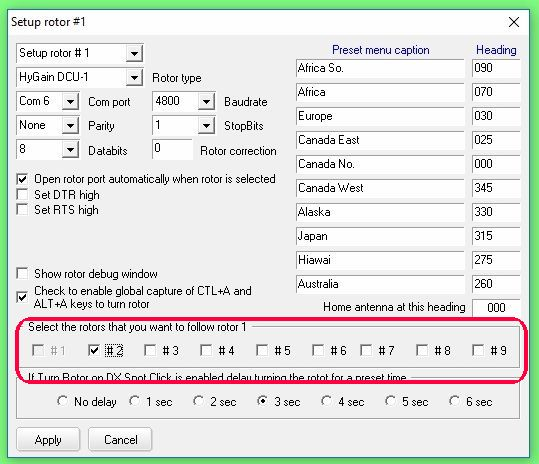 Setup rotor #1
Setup rotor # 1
Preset menu caption Heading
HyGain DCU-1 Rotor type
Africa So. 090
Com 6 Com port 4800 Baudrate
Africa 070
None Parity 1 StopBits
Europe 030
8 Databits 0 Rotor correction
Canada East 025
Canada No. 000
Canada West 345
Alaska 330
Japan 315
Hiawai 275
Australia 260
Open rotor port automatically when rotor is selected
Set DTR high
Set RTS high
Show rotor debug window
Check to enable global capture of CTL+A and
ALT+A keys to turn rotor
Home antenna at this heading 000
Select the rotors that you want to follow rotor 1
#1 #2 # 3 # 4 # 5 # 6 # 7 # 8 # 9
If Turn Rotor on DX Spot Click is enabled delay turning the rotot for a preset time
No delay 1 sec 2 sec 3 sec 4 sec 5 sec 6 sec
Apply Cancel